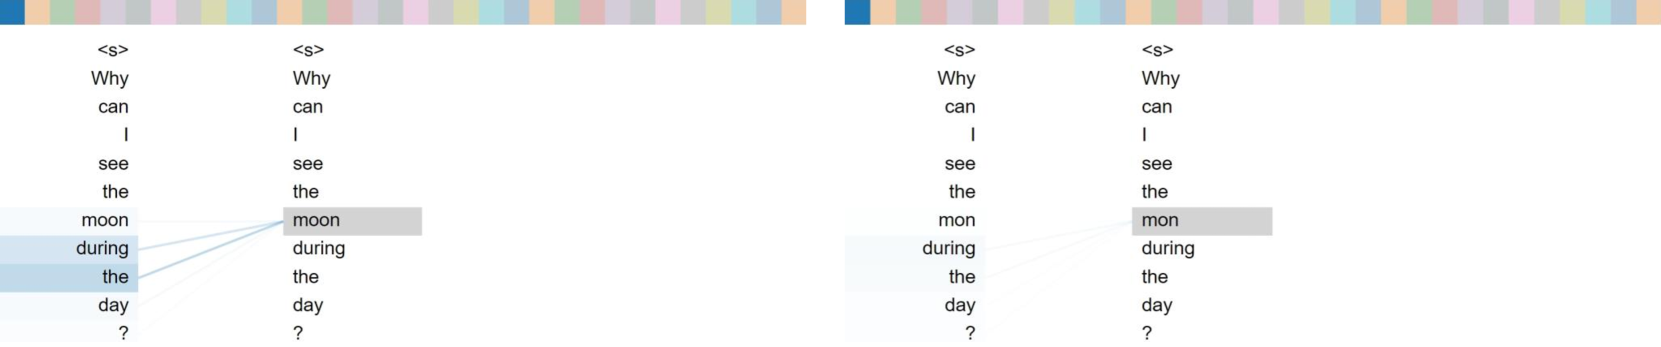 <s> <s>
Why Why
can can
I I
see see
the the
moon moon
during during
the the
day day
? ?
<s> <s>
Why Why
can can
I I
see see
the the
mon mon
during during
the the
day day
? ?